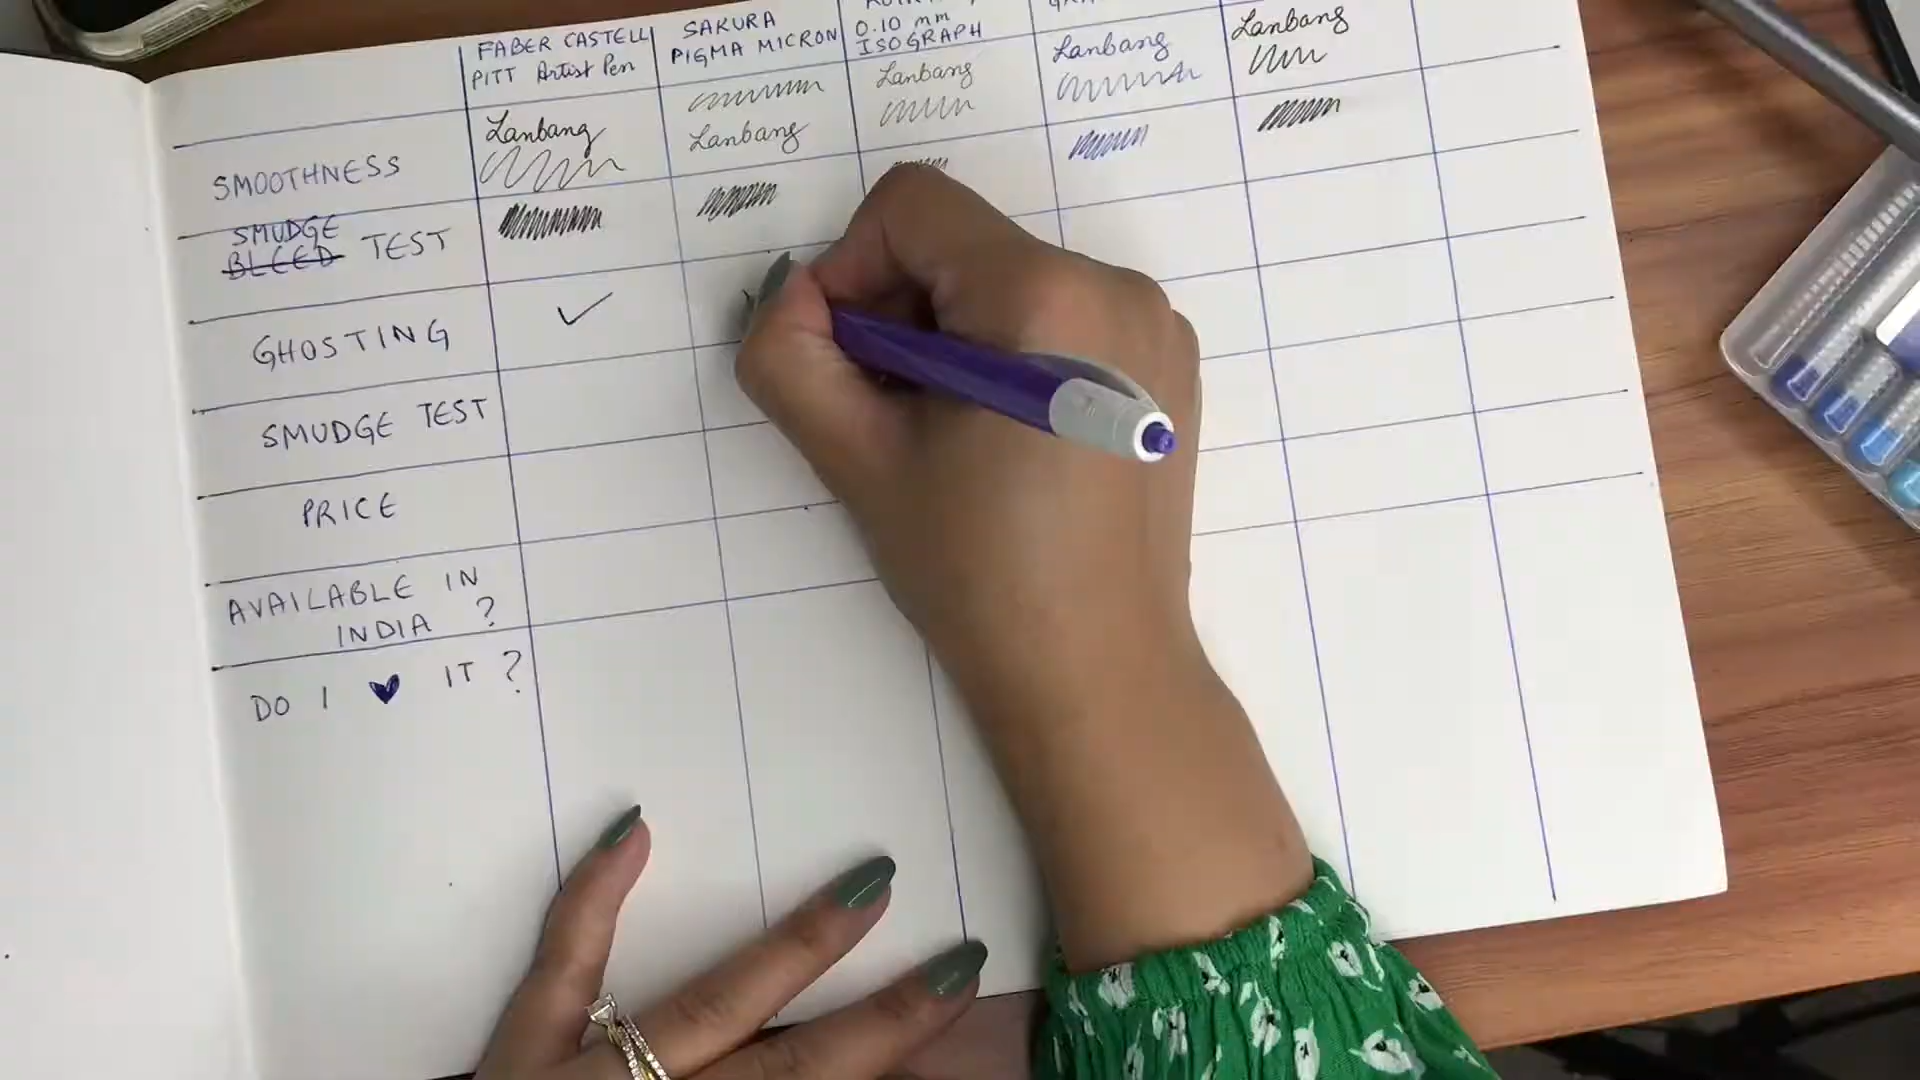 FABER CASTELL
PITT Artist Pen
SAKURA
PIGMA MICRON
0.10 mm
ISOGRAPH
SMOOTHNESS
Lanbang
Lanbang
Lanbang
Lanbang
Lanbang
SMUDGE
BLEED TEST
GHOSTING
✓
SMUDGE TEST
PRICE
AVAILABLE IN
INDIA ?
DO I ♥ IT ?